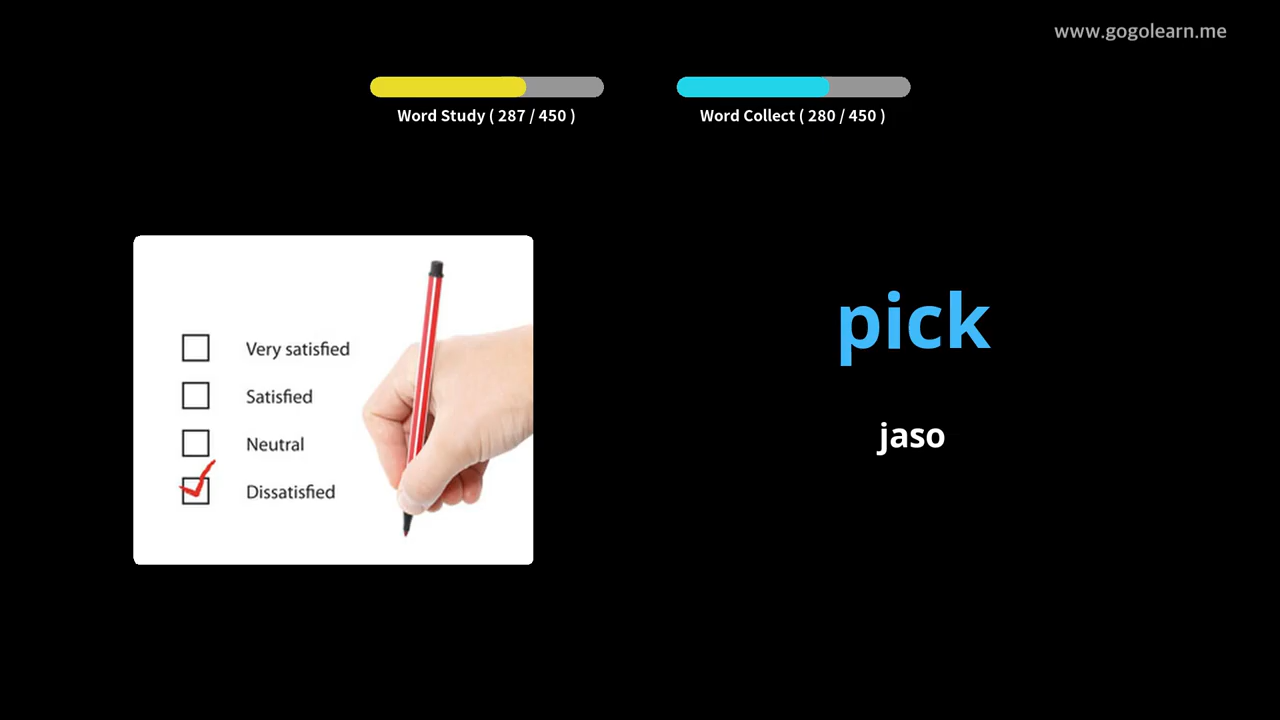 www.gogolearn.me
Word Study ( 287 / 450 )
Word Collect ( 280 / 450 )
Very satisfied
Satisfied
Neutral
Dissatisfied
pick
jaso